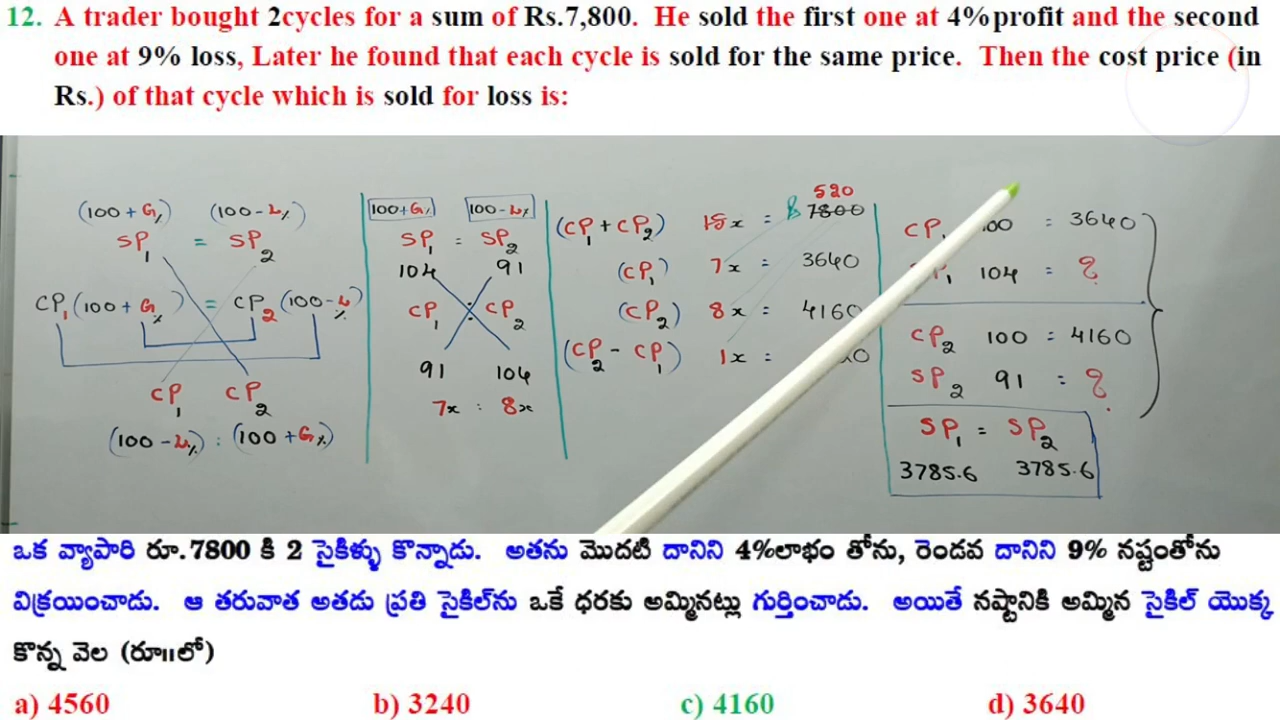 12. A trader bought 2cycles for a sum of Rs.7,800. He sold the first one at 4%profit and the second
one at 9% loss, Later he found that each cycle is sold for the same price. Then the cost price (in
Rs.) of that cycle which is sold for loss is:
(100 + G%) (100 - L%)
SP1 = SP2
CP1 (100 + G%) = CP2 (100 - L%)
CP1 CP2
(100 - L%) : (100 + G%)
100+G% 100-L%
SP1 : SP2
104 91
CP1 : CP2
91 104
7x : 8x
520
(CP1 + CP2) 15x = 7800
(CP1) 7x = 3640
(CP2) 8x = 4160
(CP2 - CP1) 1x =
= 3640
104 = ?
CP2 100 = 4160
SP2 91 = ?
SP1 = SP2
3785.6 3785.6
ఒక వ్యాపారి రూ.7800 కి 2 సైకిళ్ళు కొన్నాడు. అతను మొదటి దానిని 4%లాభం తోను, రెండవ దానిని 9% నష్టంతోను
విక్రయించాడు. ఆ తరువాత అతడు ప్రతి సైకిల్‌ను ఒకే ధరకు అమ్మినట్లు గుర్తించాడు. అయితే నష్టానికి అమ్మిన సైకిల్ యొక్క
కొన్న వెల (రూ॥లో)
a) 4560 b) 3240 c) 4160 d) 3640